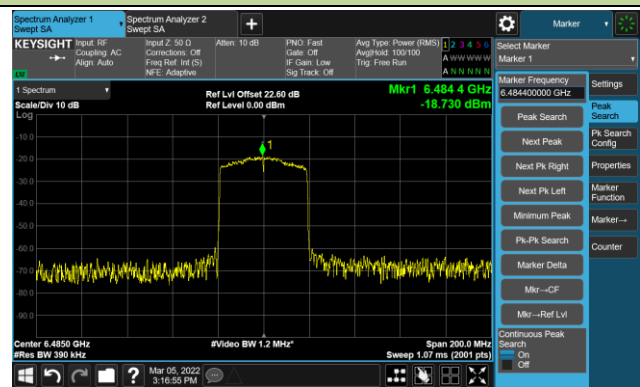 Spectrum Analyzer 1
Swept SA
Spectrum Analyzer 2
Swept SA
+
Marker
KEYSIGHT
Input: RF
Coupling: AC
Align: Auto
Input Z: 50 Ω
Corrections: Off
Freq Ref: Int (S)
NFE: Adaptive
Atten: 10 dB
PNO: Fast
Gate: Off
IF Gain: Low
Sig Track: Off
Avg Type: Power (RMS)
Avg|Hold: 100/100
Trig: Free Run
1 2 3 4 5 6
A W W W W W
A N N N N N
LXI
Select Marker
Marker 1
1 Spectrum
Scale/Div 10 dB
Log
Ref Lvl Offset 22.60 dB
Ref Level 0.00 dBm
Mkr1 6.484 4 GHz
-18.730 dBm
-10.0
-20.0
-30.0
-40.0
-50.0
-60.0
-70.0
-80.0
-90.0
1
Center 6.4850 GHz
#Res BW 390 kHz
#Video BW 1.2 MHz*
Span 200.0 MHz
Sweep 1.07 ms (2001 pts)
Marker Frequency
6.484400000 GHz
Peak Search
Next Peak
Next Pk Right
Next Pk Left
Minimum Peak
Pk-Pk Search
Marker Delta
Mkr→CF
Mkr→Ref Lvl
Continuous Peak
Search
On
Off
Settings
Peak
Search
Pk Search
Config
Properties
Marker
Function
Marker→
Counter
?
Mar 05, 2022
3:16:55 PM